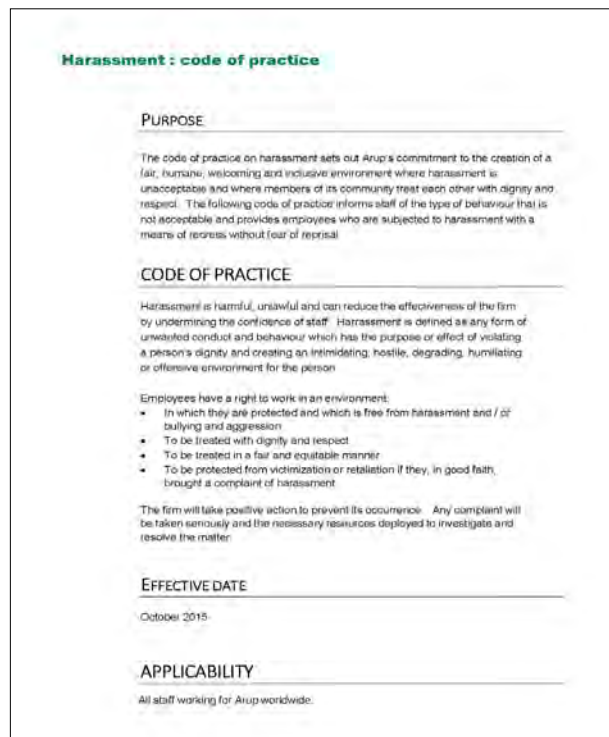 Harassment : code of practice
PURPOSE
The code of practice on harassment sets out Arup's commitment to the creation of a
fair, humane, welcoming and inclusive environment where harassment is
unacceptable and where members of its community treat each other with dignity and
respect. The following code of practice informs staff of the type of behaviour that is
not acceptable and provides employees who are subjected to harassment with a
means of redress without fear of reprisal
CODE OF PRACTICE
Harassment is harmful, unlawful and can reduce the effectiveness of the firm
by undermining the confidence of staff. Harrassment is defined as any form of
unwanted conduct and behaviour which has the purpose or effect of violating
a person's dignity and creating an intimidating, hostile, degrading, humiliating
or offensive environment for the person
Employees have a right to work in an environment:
• In which they are protected and which is free from harassment and / or
bullying and aggression
• To be treated with dignity and respect
• To be treated in a fair and equitable manner
• To be protected from victimization or retaliation if they, in good faith,
brought a complaint of harassment
The firm will take positive action to prevent its occurrence. Any complaint will
be taken seriously and the necessary resources deployed to investigate and
resolve the matter
EFFECTIVE DATE
October 2015
APPLICABILITY
All staff working for Arup worldwide.